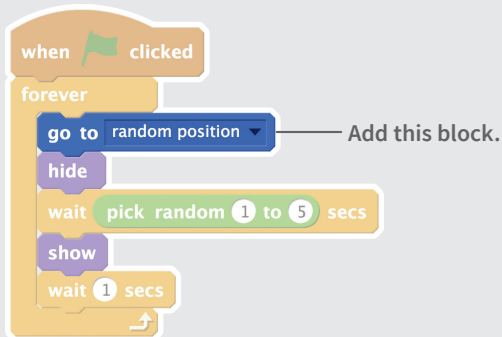 when clicked
forever
go to random position
Add this block.
hide
wait pick random 1 to 5 secs
show
wait 1 secs